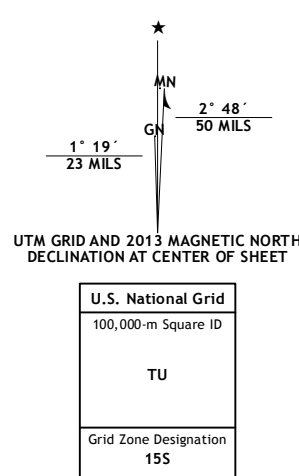 MN
2° 48´
50 MILS
GN
1° 19´
23 MILS
UTM GRID AND 2013 MAGNETIC NORTH
DECLINATION AT CENTER OF SHEET
U.S. National Grid
100,000-m Square ID
TU
Grid Zone Designation
15S